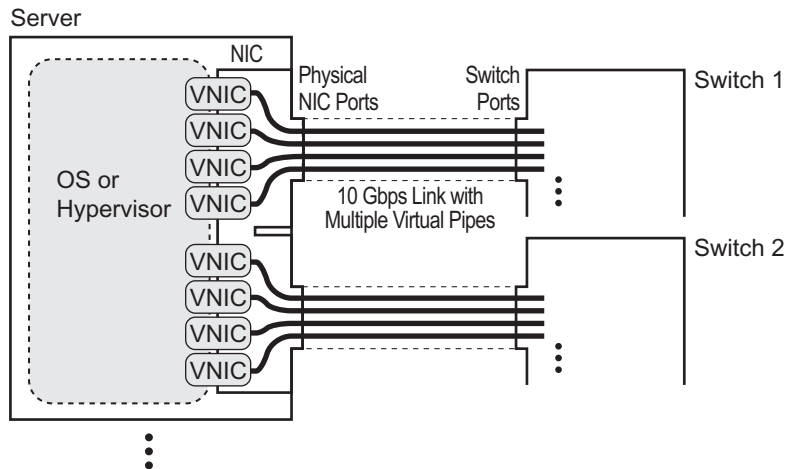 Server
NIC
Physical
NIC Ports
Switch
Ports
Switch 1
VNIC
VNIC
VNIC
VNIC
OS or
Hypervisor
10 Gbps Link with
Multiple Virtual Pipes
Switch 2
VNIC
VNIC
VNIC
VNIC